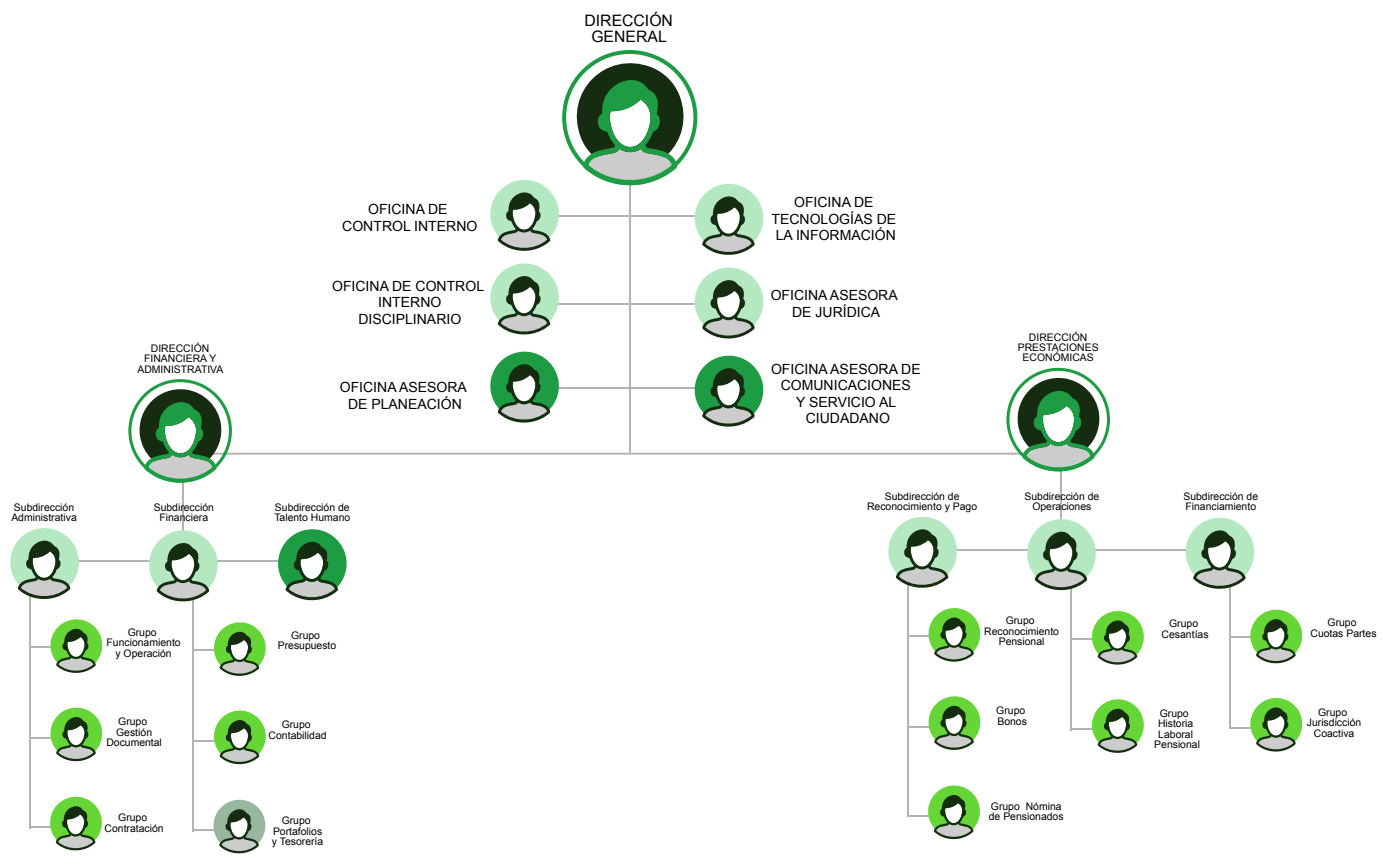 DIRECCIÓN
GENERAL
OFICINA DE
CONTROL INTERNO
OFICINA DE
TECNOLOGÍAS DE
LA INFORMACIÓN
OFICINA DE CONTROL
INTERNO
DISCIPLINARIO
OFICINA ASESORA
DE JURÍDICA
OFICINA ASESORA
DE PLANEACIÓN
OFICINA ASESORA DE
COMUNICACIONES
Y SERVICIO AL
CIUDADANO
DIRECCIÓN
FINANCIERA Y
ADMINISTRATIVA
DIRECCIÓN
PRESTACIONES
ECONÓMICAS
Subdirección
Administrativa
Subdirección
Financiera
Subdirección de
Talento Humano
Subdirección de
Reconocimiento y Pago
Subdirección de
Operaciones
Subdirección de
Financiamiento
Grupo
Funcionamiento
y Operación
Grupo
Presupuesto
Grupo
Gestión
Documental
Grupo
Contabilidad
Grupo
Contratación
Grupo
Portafolios
y Tesorería
Grupo
Reconocimiento
Pensional
Grupo
Cesantías
Grupo
Cuotas Partes
Grupo
Bonos
Grupo
Historia
Laboral
Pensional
Grupo
Jurisdicción
Coactiva
Grupo Nómina
de Pensionados